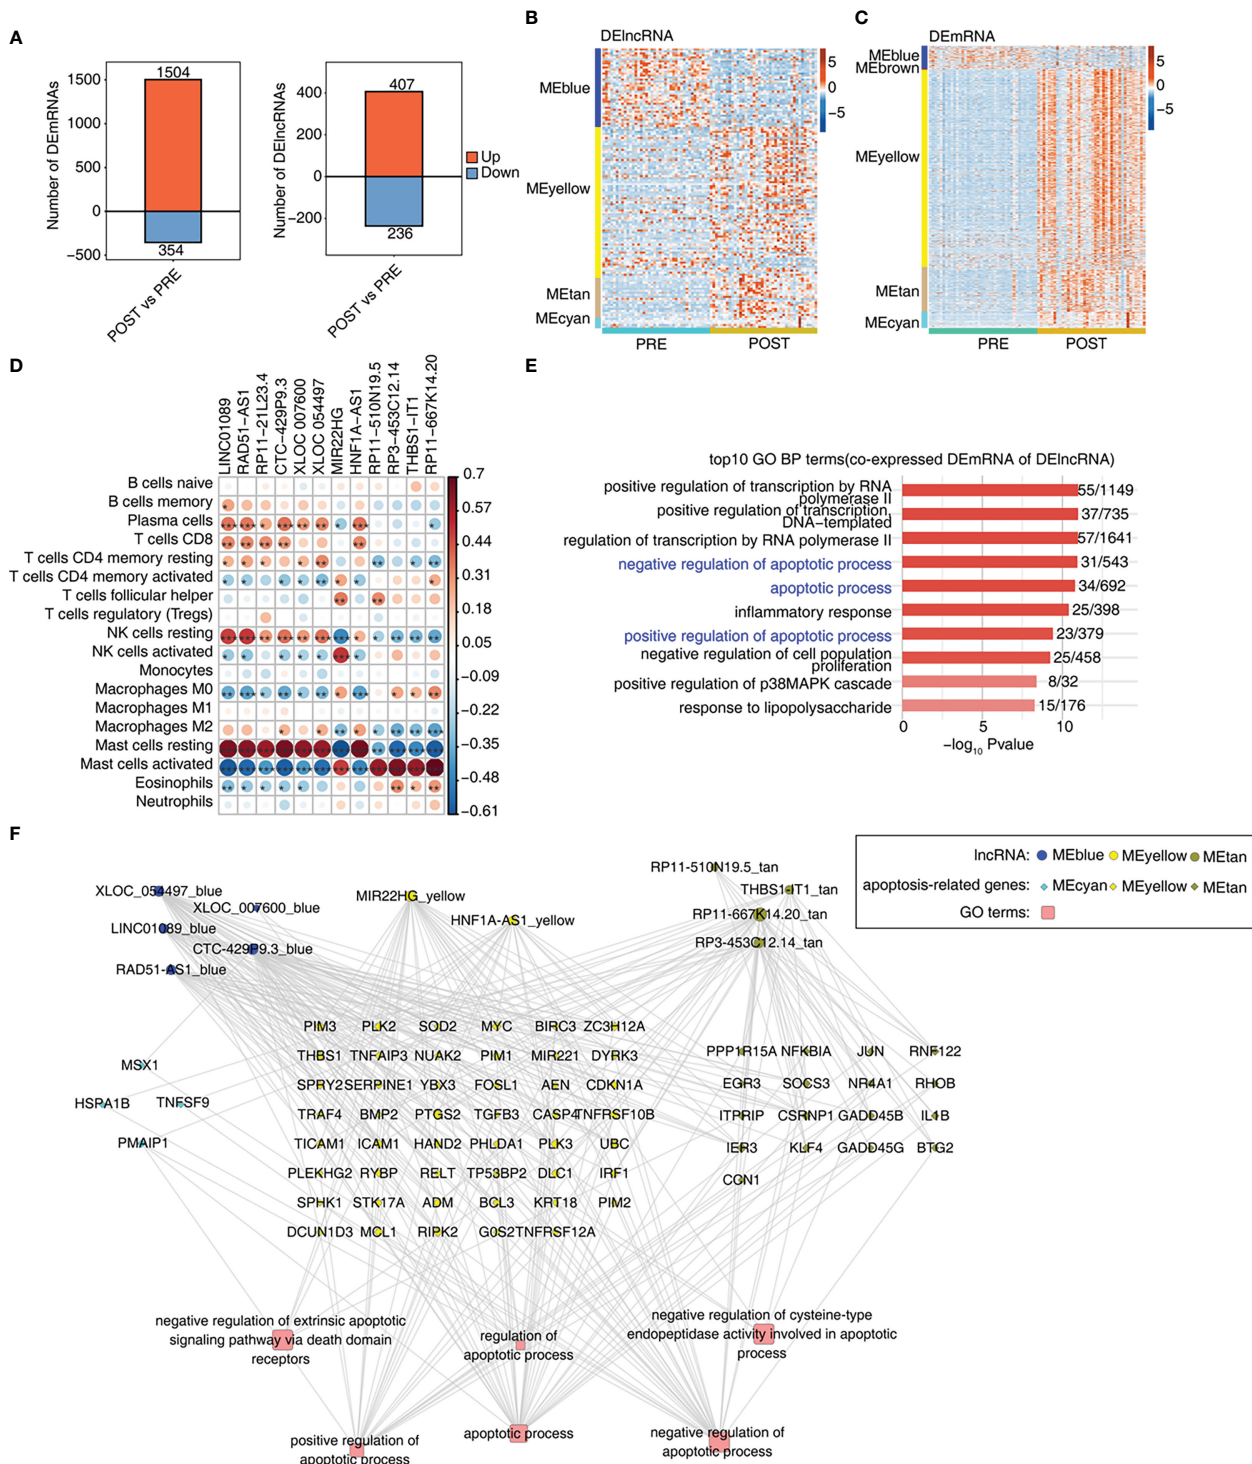 A
Number of DEmRNAs
1500
1000
500
0
−500
1504
354
POST vs PRE
Number of DElncRNAs
400
200
0
−200
407
236
POST vs PRE
Up
Down
B
DElncRNA
MEblue
MEyellow
MEtan
MEcyan
PRE
POST
5
0
−5
C
DEmRNA
MEblue
MEbrown
MEyellow
MEtan
MEcyan
PRE
POST
5
0
−5
D
LINC01089
RAD51−AS1
RP11−21L23.4
CTC−429P9.3
XLOC 007600
XLOC 054497
MIR22HG
HNF1A−AS1
RP11−510N19.5
RP3−453C12.14
THBS1−IT1
RP11−667K14.20
B cells naive
B cells memory
Plasma cells
T cells CD8
T cells CD4 memory resting
T cells CD4 memory activated
T cells follicular helper
T cells regulatory (Tregs)
NK cells resting
NK cells activated
Monocytes
Macrophages M0
Macrophages M1
Macrophages M2
Mast cells resting
Mast cells activated
Eosinophils
Neutrophils
0.7
0.57
0.44
0.31
0.18
0.05
−0.09
−0.22
−0.35
−0.48
−0.61
E
top10 GO BP terms(co−expressed DEmRNA of DElncRNA)
positive regulation of transcription by RNA
polymerase II
55/1149
positive regulation of transcription,
DNA−templated
37/735
regulation of transcription by RNA polymerase II
57/1641
negative regulation of apoptotic process
31/543
apoptotic process
34/692
inflammatory response
25/398
positive regulation of apoptotic process
23/379
negative regulation of cell population
proliferation
25/458
positive regulation of p38MAPK cascade
8/32
response to lipopolysaccharide
15/176
0 5 10
−log10 Pvalue
F
lncRNA: MEblue MEyellow MEtan
apoptosis-related genes: MEcyan MEyellow MEtan
GO terms:
XLOC_054497_blue
XLOC_007600_blue
LINC01089_blue
CTC-429P9.3_blue
RAD51-AS1_blue
MIR22HG_yellow
HNF1A-AS1_yellow
RP11-510N19.5_tan
THBS1-IT1_tan
RP11-667K14.20_tan
RP3-453C12.14_tan
MSX1
HSPA1B TNFSF9
PMAIP1
PIM3 PLK2 SOD2 MYC BIRC3 ZC3H12A
THBS1 TNFAIP3 NUAK2 PIM1 MIR221 DYRK3
SPRY2 SERPINE1 YBX3 FOSL1 AEN CDKN1A
TRAF4 BMP2 PTGS2 TGFB3 CASP4 TNFRSF10B
TICAM1 ICAM1 HAND2 PHLDA1 PLK3 UBC
PLEKHG2 RYBP RELT TP53BP2 DLC1 IRF1
SPHK1 STK17A ADM BCL3 KRT18 PIM2
DCUN1D3 MCL1 RIPK2 G0S2 TNFRSF12A
PPP1R15A NFKBIA JUN RNF122
EGR3 SOCS3 NR4A1 RHOB
ITPRIP CSRNP1 GADD45B IL1B
IER3 KLF4 GADD45G BTG2
CCN1
negative regulation of extrinsic apoptotic
signaling pathway via death domain
receptors
regulation of
apoptotic process
negative regulation of cysteine-type
endopeptidase activity involved in apoptotic
process
positive regulation of
apoptotic process
apoptotic process
negative regulation of
apoptotic process